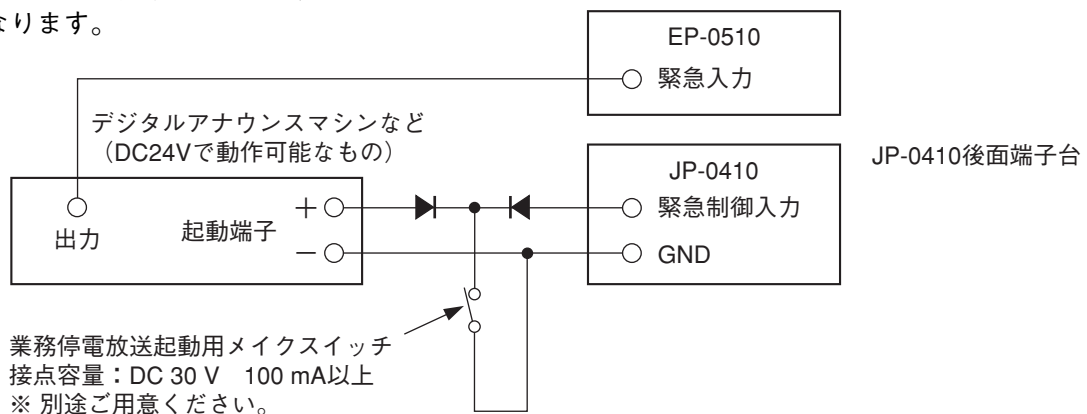 なります。
EP-0510
緊急入力
デジタルアナウンスマシンなど
（DC24Vで動作可能なもの）
JP-0410後面端子台
JP-0410
＋
緊急制御入力
出力
起動端子
－
GND
業務停電放送起動用メイクスイッチ
接点容量：DC 30 V　100 mA以上
※ 別途ご用意ください。